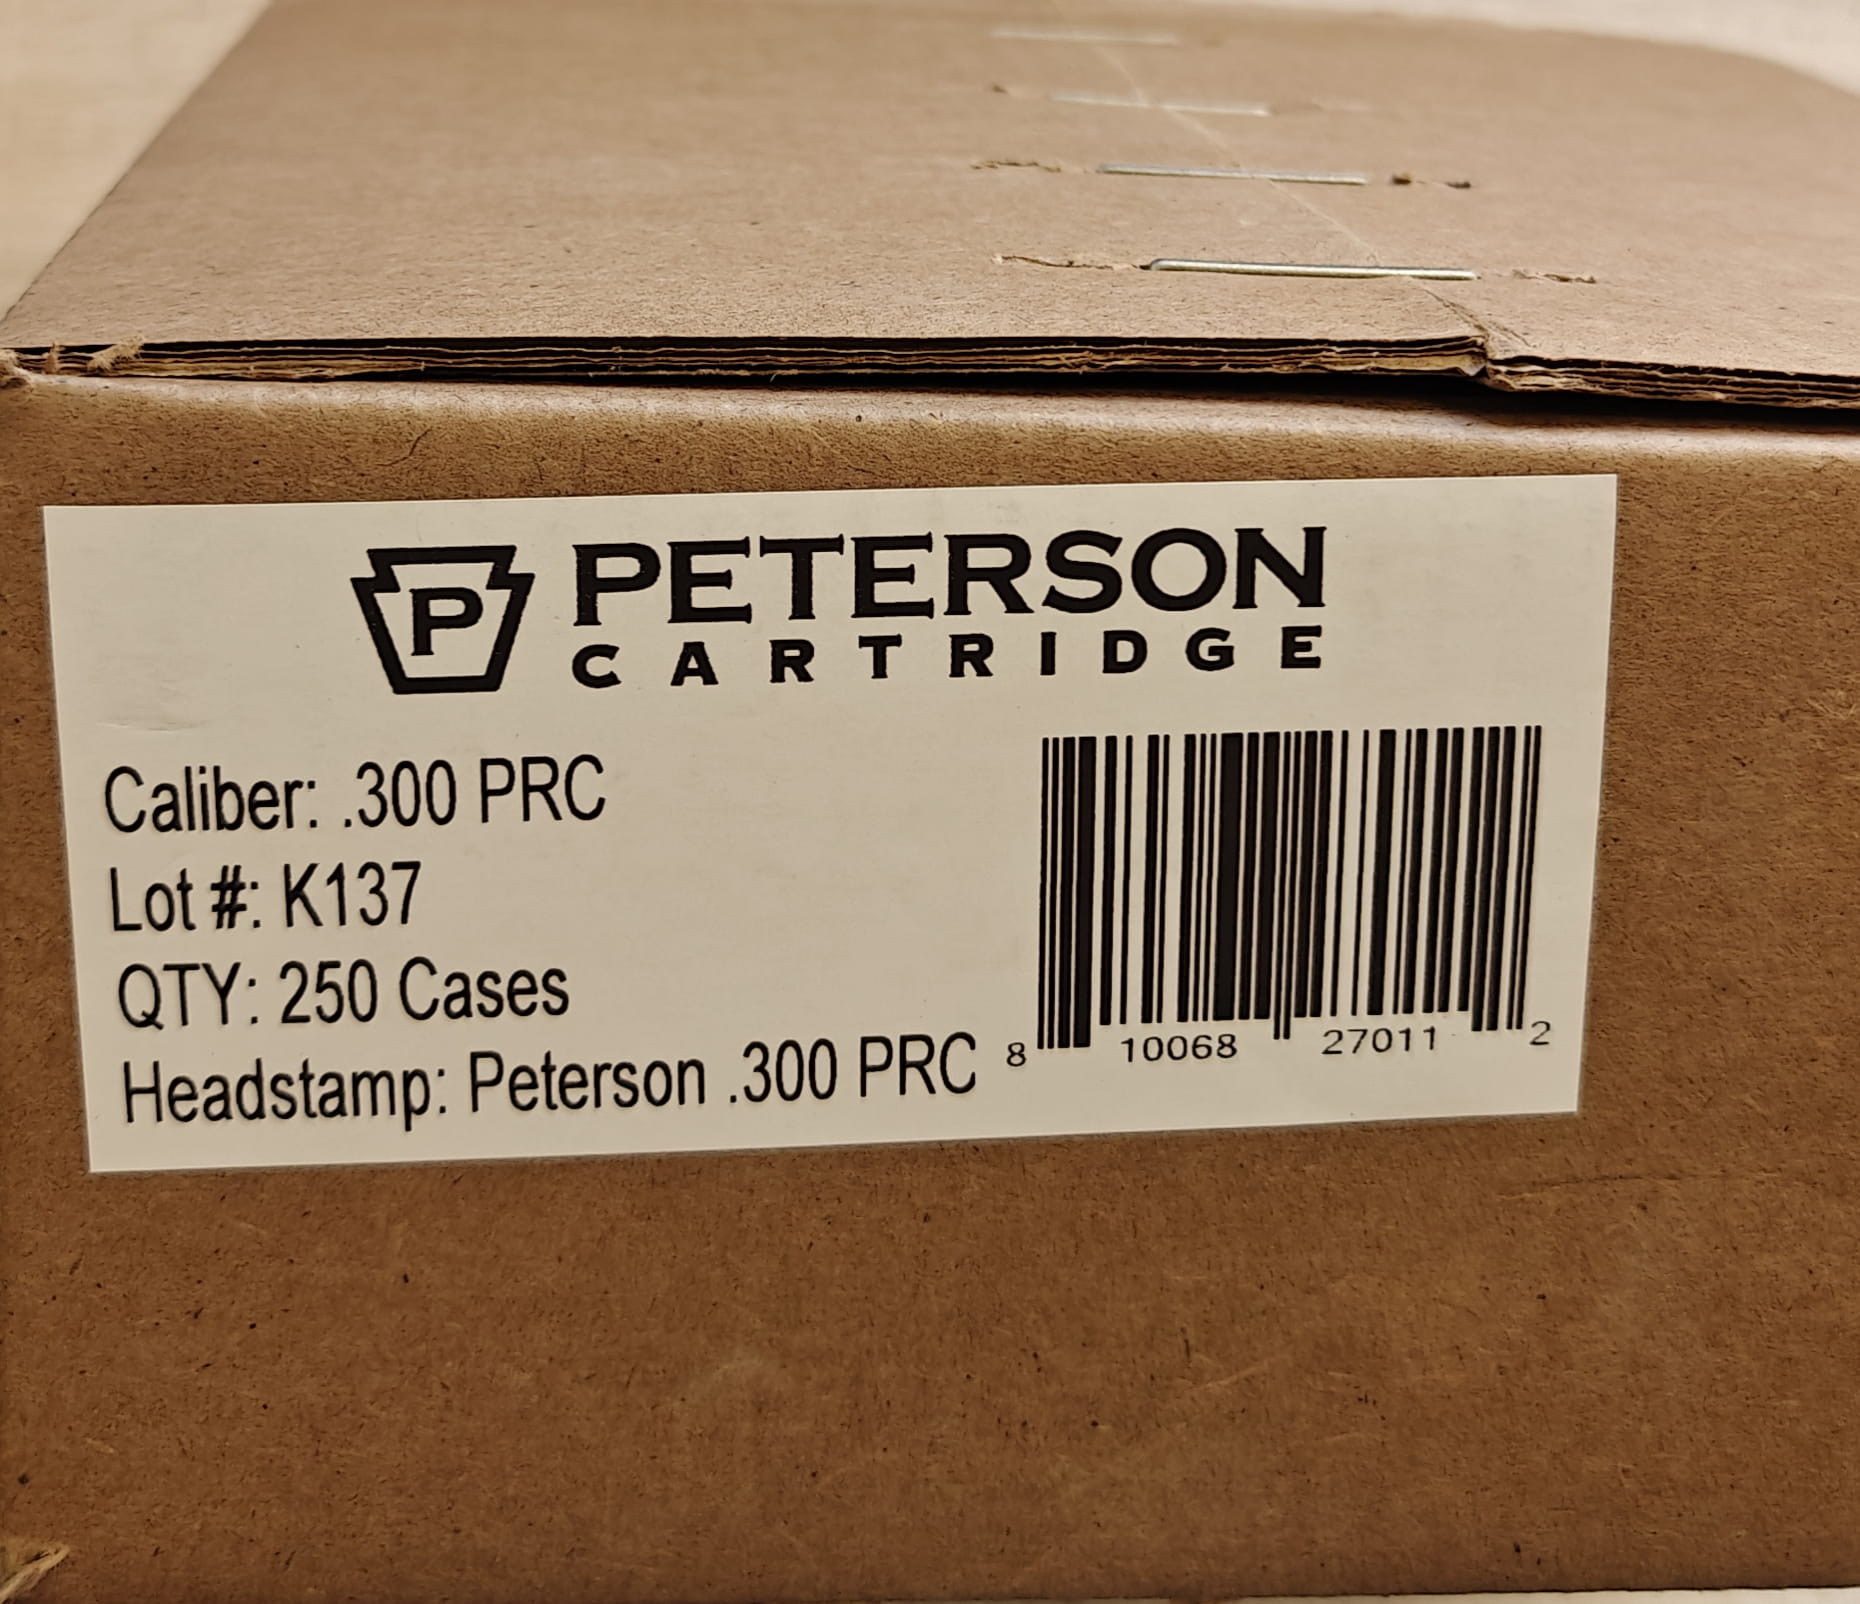 P
PETERSON
CARTRIDGE
Caliber: .300 PRC
Lot #: K137
QTY: 250 Cases
Headstamp: Peterson .300 PRC
8 10068 27011 2